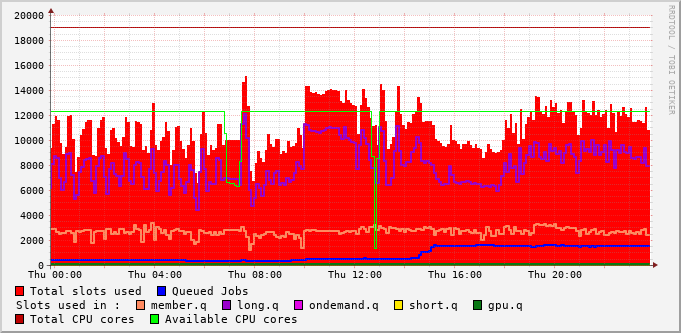 20000
18000
16000
14000
12000
10000
8000
6000
4000
2000
0
Thu 00:00 Thu 04:00 Thu 08:00 Thu 12:00 Thu 16:00 Thu 20:00
Total slots used Queued Jobs
Slots used in : member.q long.q ondemand.q short.q gpu.q
Total CPU cores Available CPU cores
RRDTOOL / TOBI OETIKER